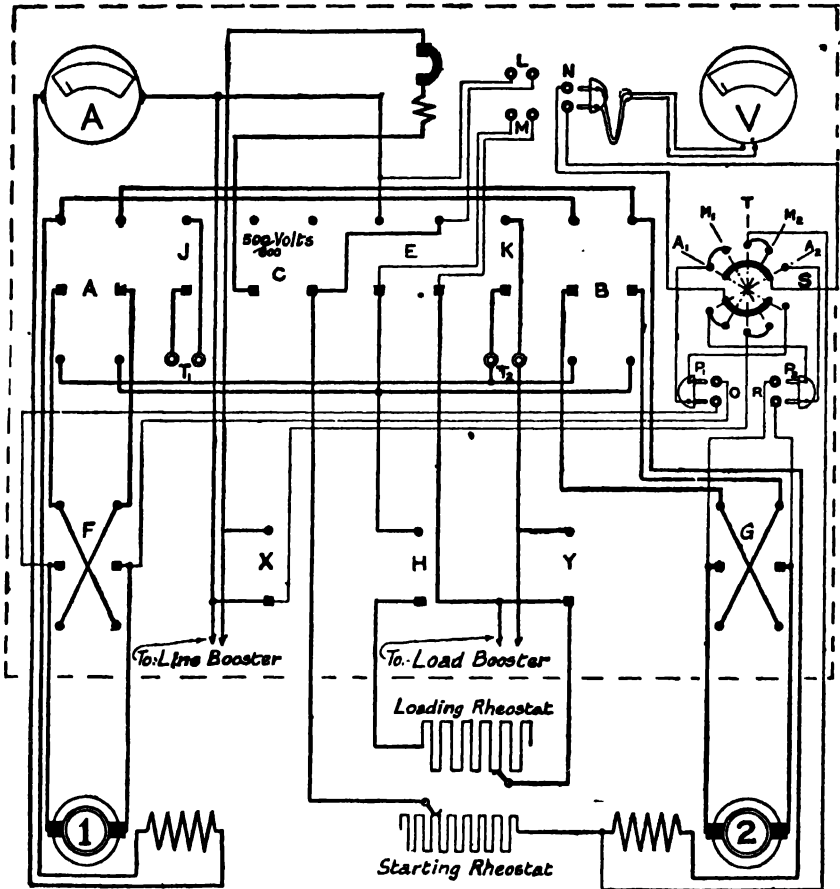 A
V
L
N
M
T
M₁
M₂
A₁
A₂
S
J
500 Volts
600
C
E
K
A
B
T₁
T₂
P₁
O
R
P₂
F
X
H
Y
G
To: Line Booster
To: Load Booster
Loading Rheostat
1
2
Starting Rheostat